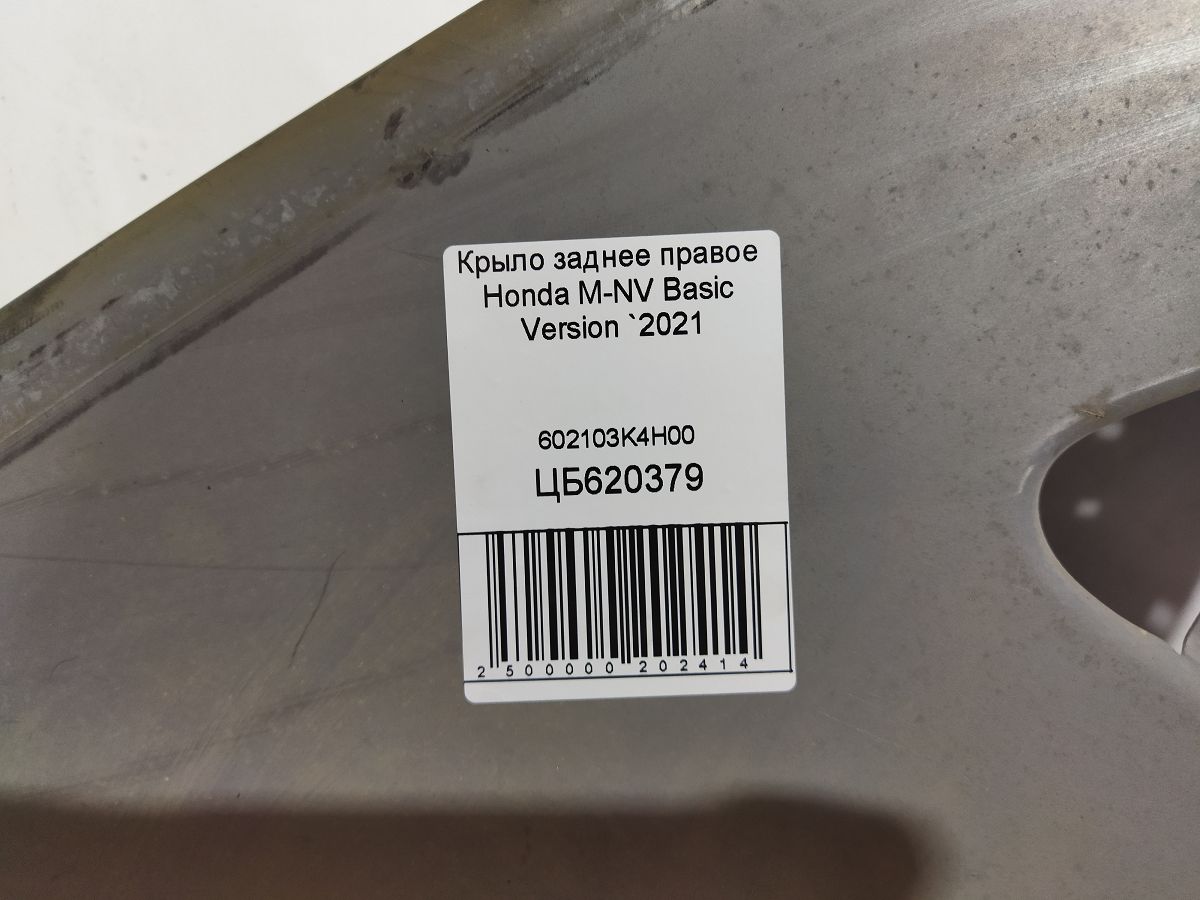 Крыло заднее правое
Honda M-NV Basic
Version `2021
602103K4H00
ЦБ620379
2500000202414